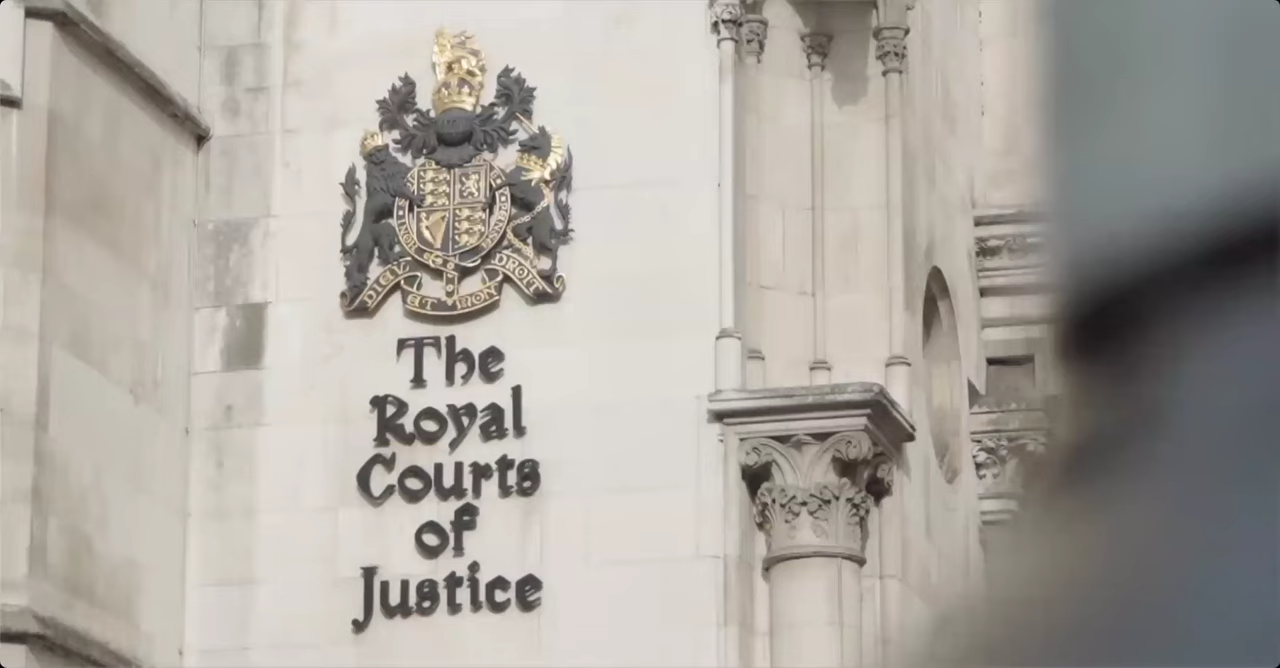 DIEU ET MON DROIT
The
Royal
Courts
of
Justice